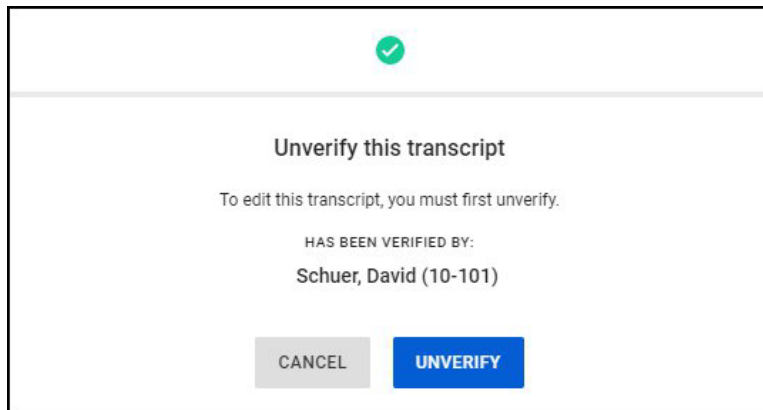 Unverify this transcript
To edit this transcript, you must first unverify.
HAS BEEN VERIFIED BY:
Schuer, David (10-101)
CANCEL UNVERIFY